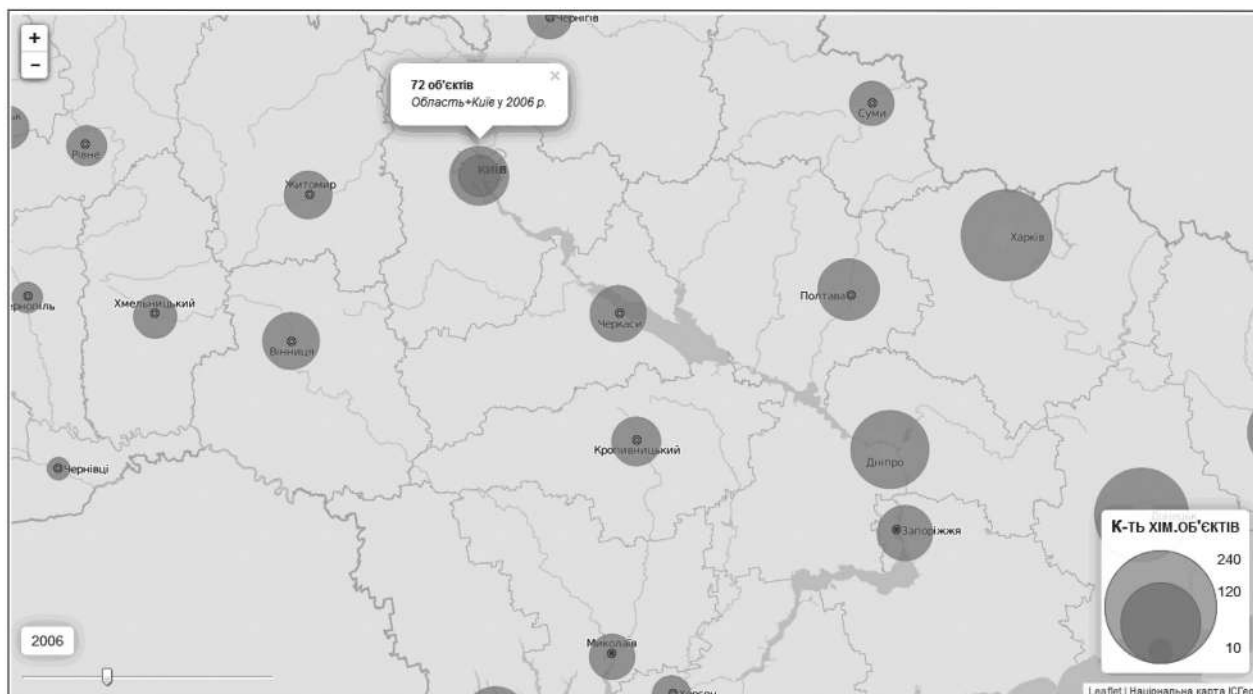 +
−
Чернігів
72 об'єктів
×
Область+Київ у 2006 р.
Суми
Рівне
КИЇВ
Житомир
Харків
Хмельницький
Полтава
Черкаси
Вінниця
Кропивницький
Дніпро
Чернівці
Запоріжжя
К-ТЬ ХІМ.ОБ'ЄКТІВ
240
120
10
2006
Миколаїв
Leaflet | Національна карта ІСГео